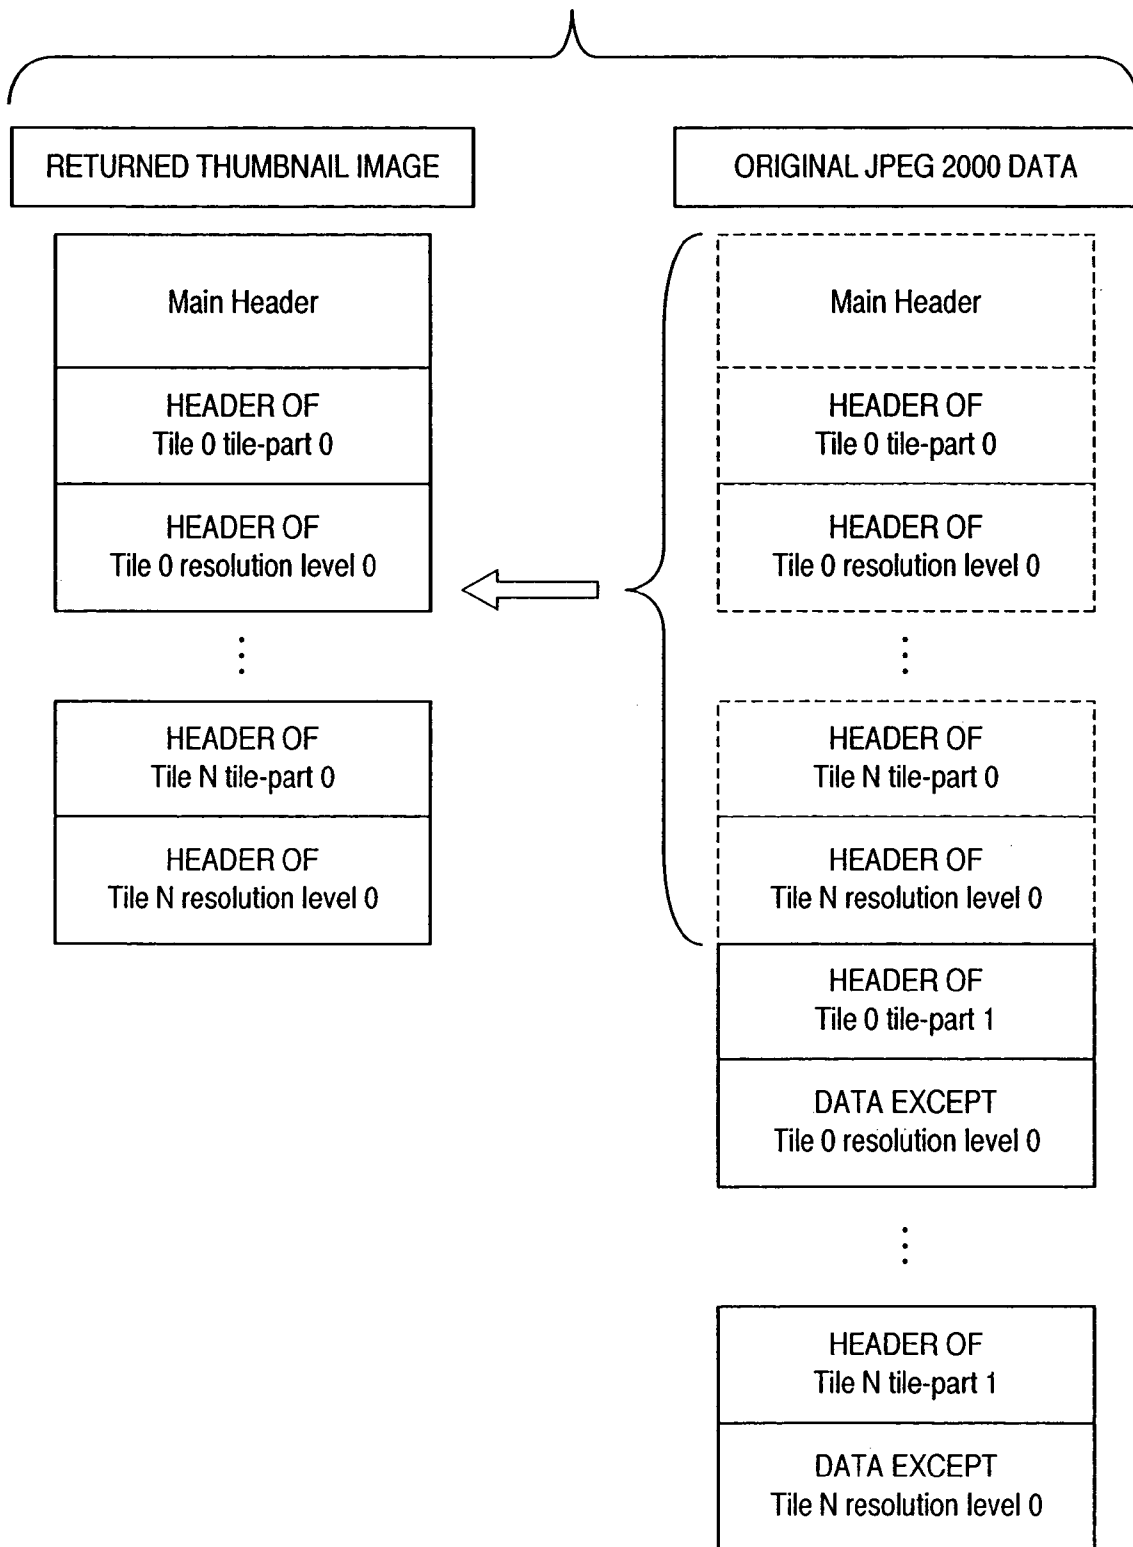 RETURNED THUMBNAIL IMAGE
Main Header
HEADER OF
Tile 0 tile-part 0
HEADER OF
Tile 0 resolution level 0
HEADER OF
Tile N tile-part 0
HEADER OF
Tile N resolution level 0
ORIGINAL JPEG 2000 DATA
Main Header
HEADER OF
Tile 0 tile-part 0
HEADER OF
Tile 0 resolution level 0
HEADER OF
Tile N tile-part 0
HEADER OF
Tile N resolution level 0
HEADER OF
Tile 0 tile-part 1
DATA EXCEPT
Tile 0 resolution level 0
HEADER OF
Tile N tile-part 1
DATA EXCEPT
Tile N resolution level 0